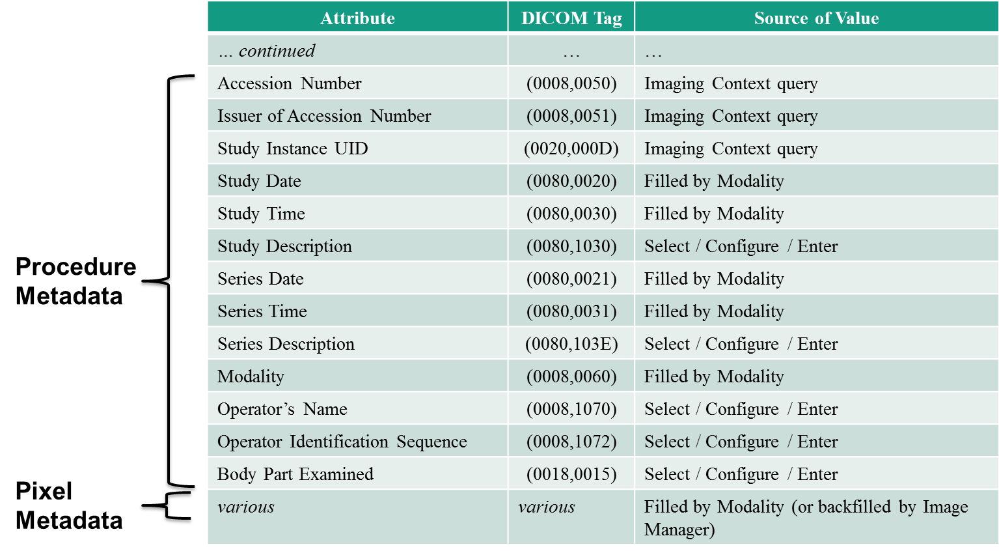 Attribute DICOM Tag Source of Value
... continued … …
Accession Number (0008,0050) Imaging Context query
Issuer of Accession Number (0008,0051) Imaging Context query
Study Instance UID (0020,000D) Imaging Context query
Study Date (0080,0020) Filled by Modality
Study Time (0080,0030) Filled by Modality
Study Description (0080,1030) Select / Configure / Enter
Series Date (0080,0021) Filled by Modality
Series Time (0080,0031) Filled by Modality
Series Description (0080,103E) Select / Configure / Enter
Modality (0008,0060) Filled by Modality
Operator’s Name (0008,1070) Select / Configure / Enter
Operator Identification Sequence (0008,1072) Select / Configure / Enter
Body Part Examined (0018,0015) Select / Configure / Enter
various various Filled by Modality (or backfilled by Image
Manager)
Procedure
Metadata
Pixel
Metadata